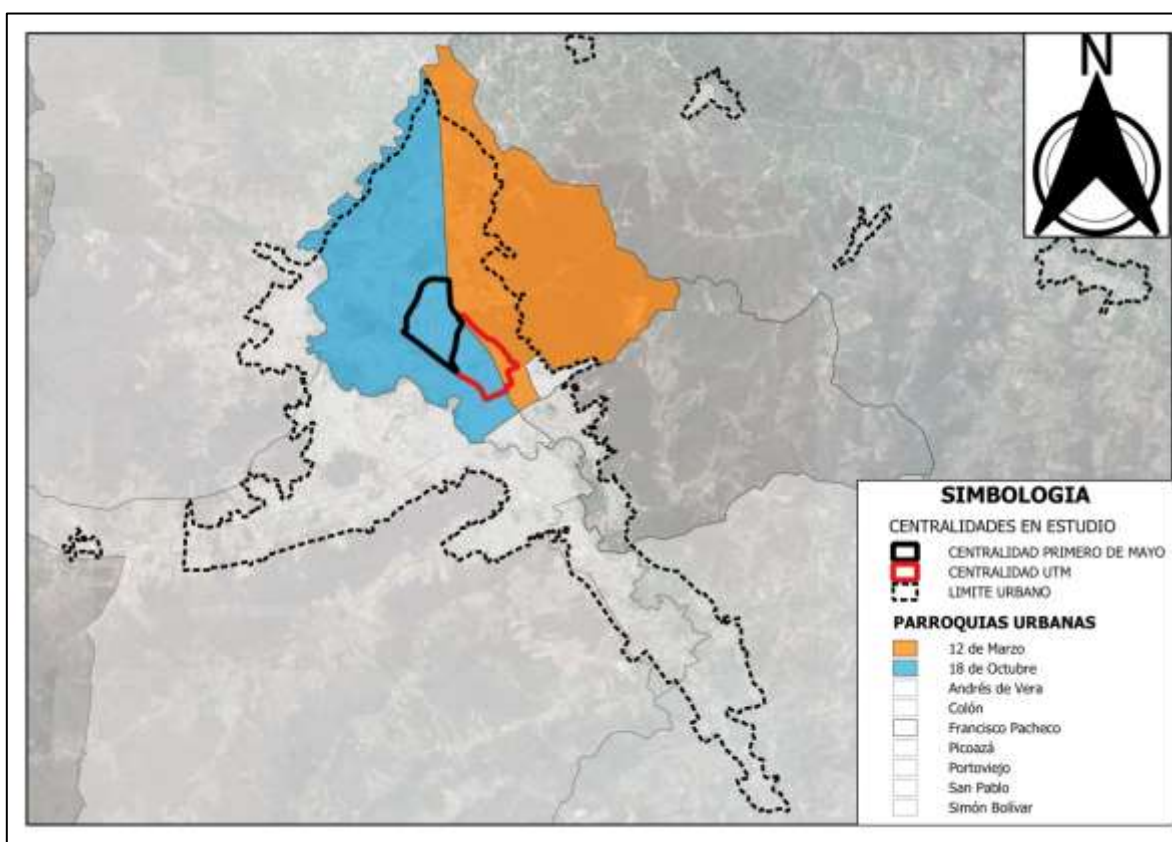 N
SIMBOLOGIA
CENTRALIDADES EN ESTUDIO
CENTRALIDAD PRIMERO DE MAYO
CENTRALIDAD UTM
LIMITE URBANO
PARROQUIAS URBANAS
12 de Marzo
18 de Octubre
Andrés de Vera
Colón
Francisco Pacheco
Picoazá
Portoviejo
San Pablo
Simón Bolívar